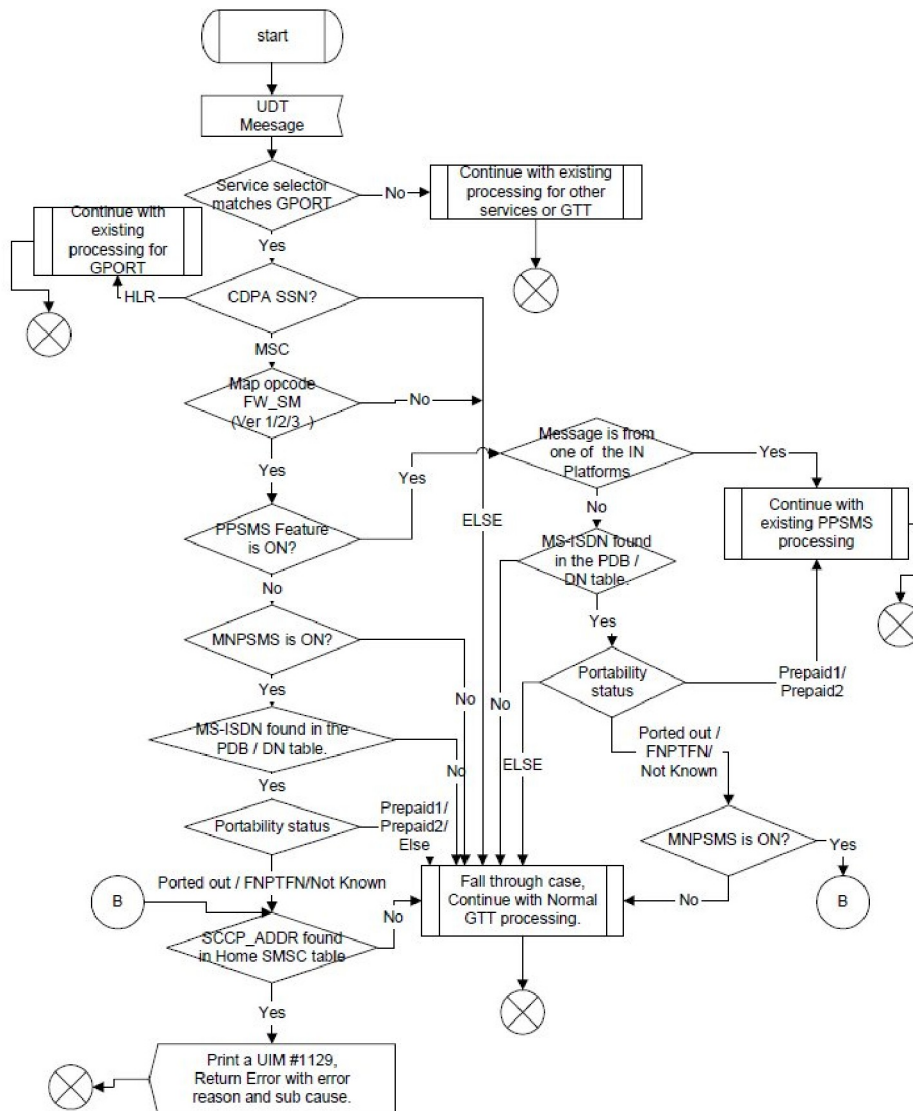 start
UDT
Meesage
Service selector
matches GPORT
No
Continue with existing
processing for other
services or GTT
Continue with
existing
processing for
GPORT
Yes
HLR
CDPA SSN?
MSC
Map opcode
FW_SM
(Ver 1/2/3 )
No
Message is from
one of the IN
Platforms
Yes
Yes
Yes
No
Continue with
existing PPSMS
processing
PPSMS Feature
is ON?
ELSE
MS-ISDN found
in the PDB /
DN table.
No
Yes
MNPSMS is ON?
Portability
status
Prepaid1/
Prepaid2
No
No
Yes
Ported out /
FNPTFN/
Not Known
MS-ISDN found in the
PDB / DN table.
ELSE
No
Yes
Prepaid1/
Prepaid2/
Else
Portability status
MNPSMS is ON?
Yes
Ported out / FNPTFN/Not Known
Fall through case,
Continue with Normal
GTT processing.
No
B
B
No
SCCP_ADDR found
in Home SMSC table
Yes
Print a UIM #1129,
Return Error with error
reason and sub cause.